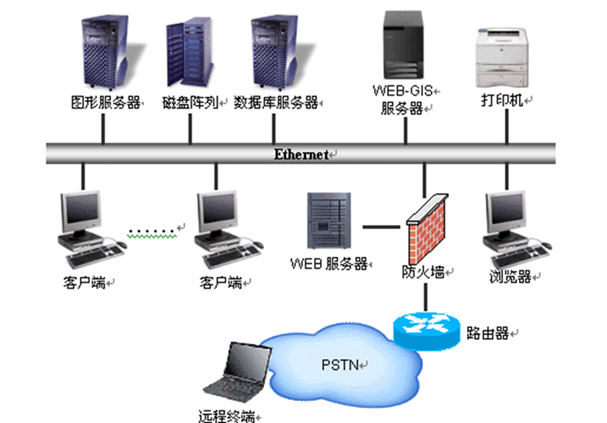 图形服务器
磁盘阵列
数据库服务器
WEB-GIS
服务器
打印机
Ethernet
......
客户端
客户端
WEB 服务器
防火墙
浏览器
路由器
PSTN
远程终端